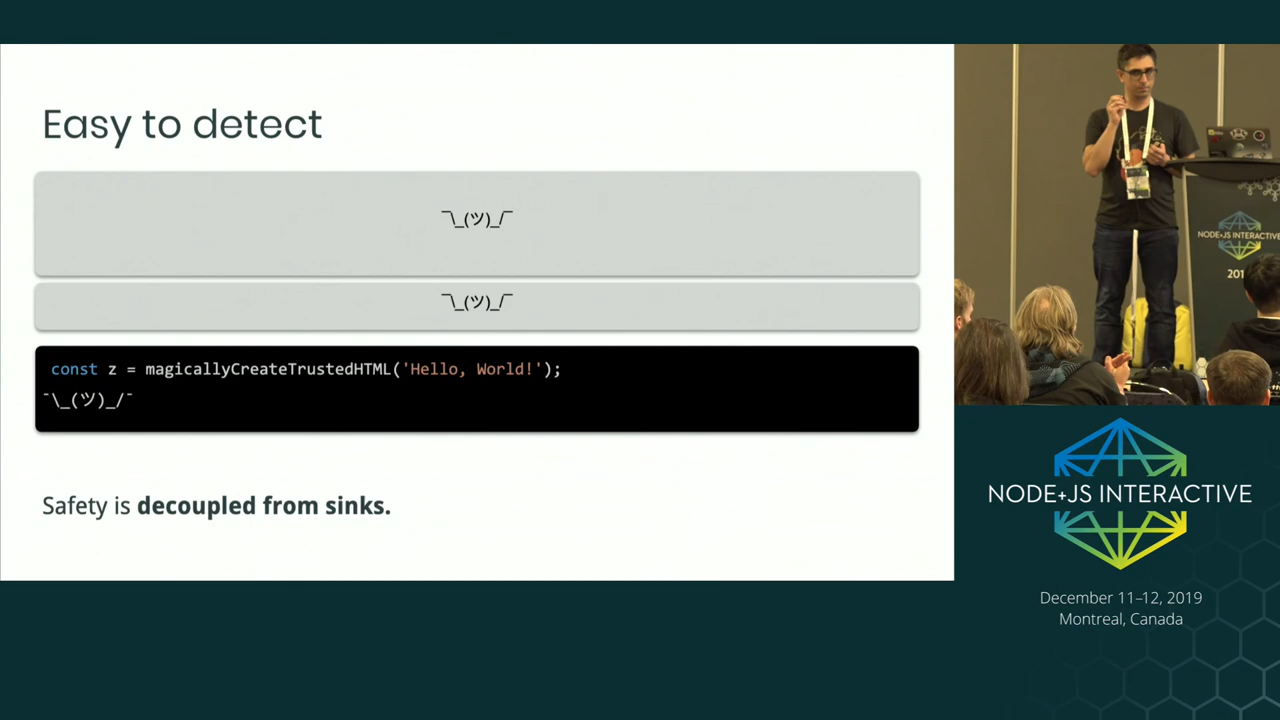 Easy to detect
¯\_(ツ)_/¯
¯\_(ツ)_/¯
const z = magicallyCreateTrustedHTML('Hello, World!');
¯\_(ツ)_/¯
Safety is decoupled from sinks.
NODE+JS INTERACTIVE
201
NODE+JS INTERACTIVE
December 11–12, 2019
Montreal, Canada